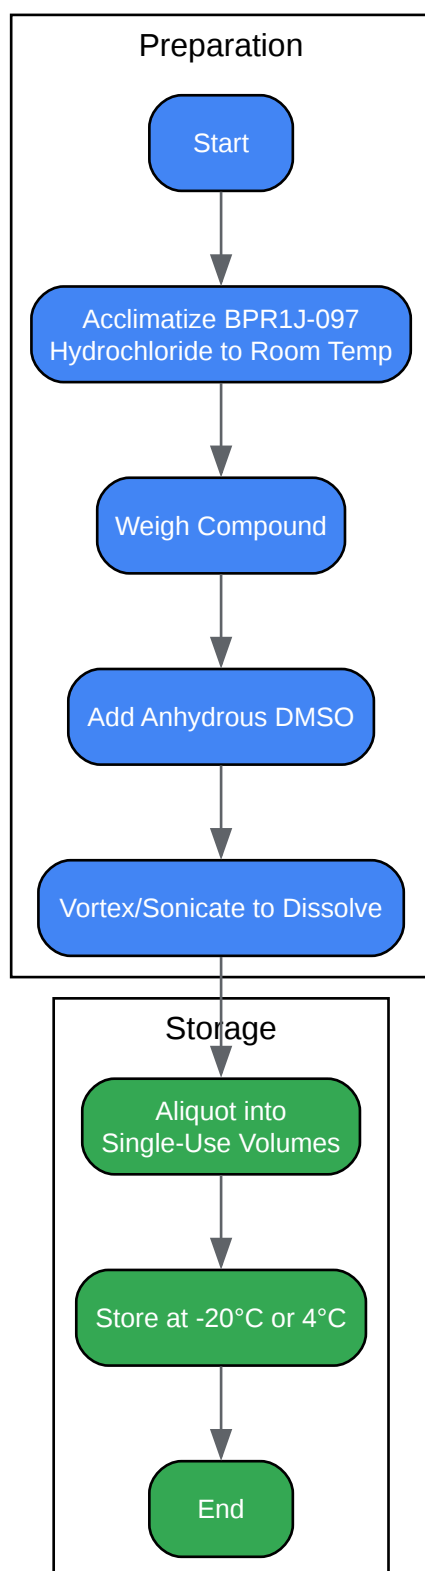 Preparation
Start
Acclimatize BPR1J-097
Hydrochloride to Room Temp
Weigh Compound
Add Anhydrous DMSO
Vortex/Sonicate to Dissolve
Storage
Aliquot into
Single-Use Volumes
Store at -20°C or 4°C
End